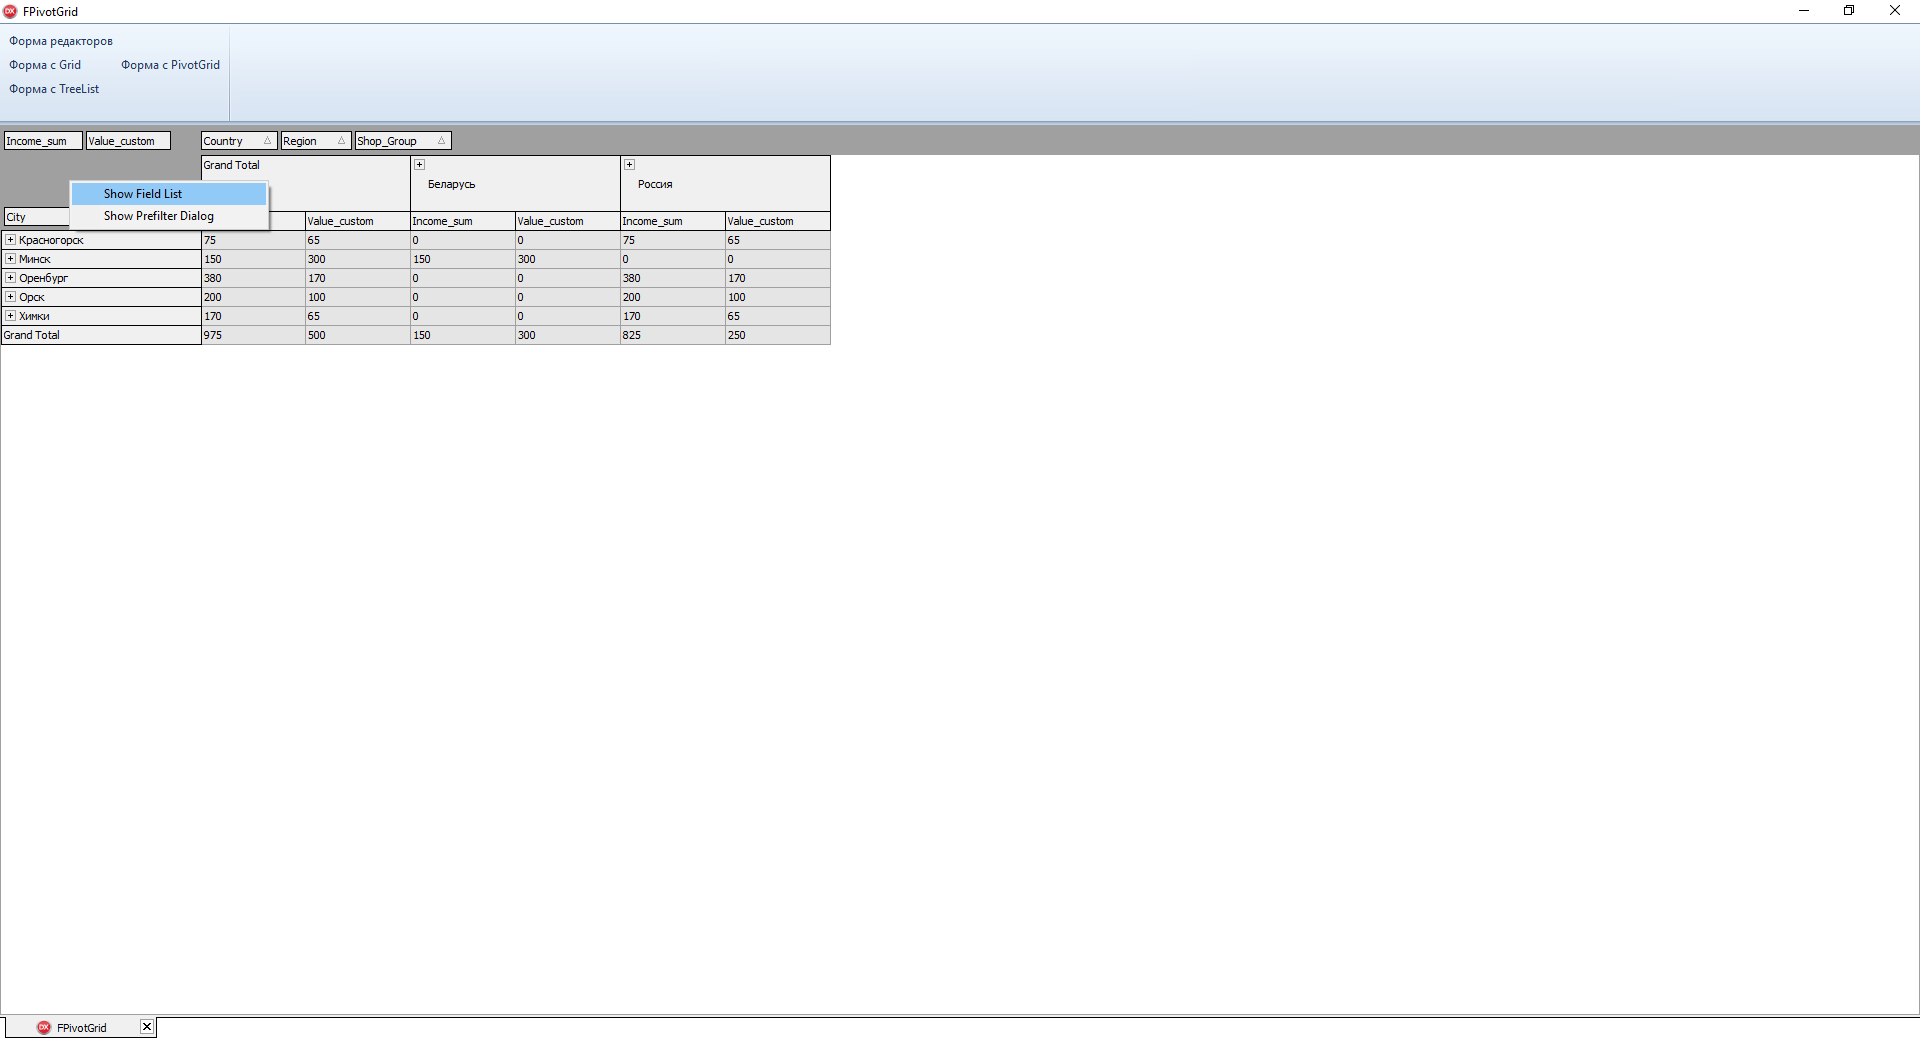 FPivotGrid
Форма редакторов
Форма с Grid Форма с PivotGrid
Форма с TreeList
Income_sum Value_custom Country Region Shop_Group
Grand Total
Беларусь Россия
Show Field List
Show Prefilter Dialog
City Value_custom Income_sum Value_custom Income_sum Value_custom
Красногорск 75 65 0 0 75 65
Минск 150 300 150 300 0 0
Оренбург 380 170 0 0 380 170
Орск 200 100 0 0 200 100
Химки 170 65 0 0 170 65
Grand Total 975 500 150 300 825 250
FPivotGrid